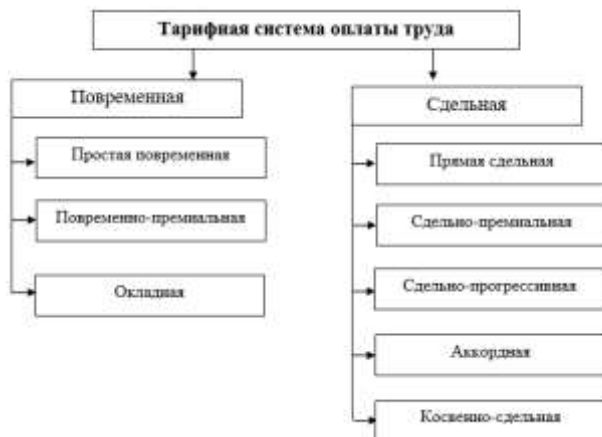 Тарифная система оплаты труда
Повременная
Простая повременная
Повременно-премиальная
Окладная
Сдельная
Прямая сдельная
Сдельно-премиальная
Сдельно-прогрессивная
Аккордная
Косвенно-сдельная